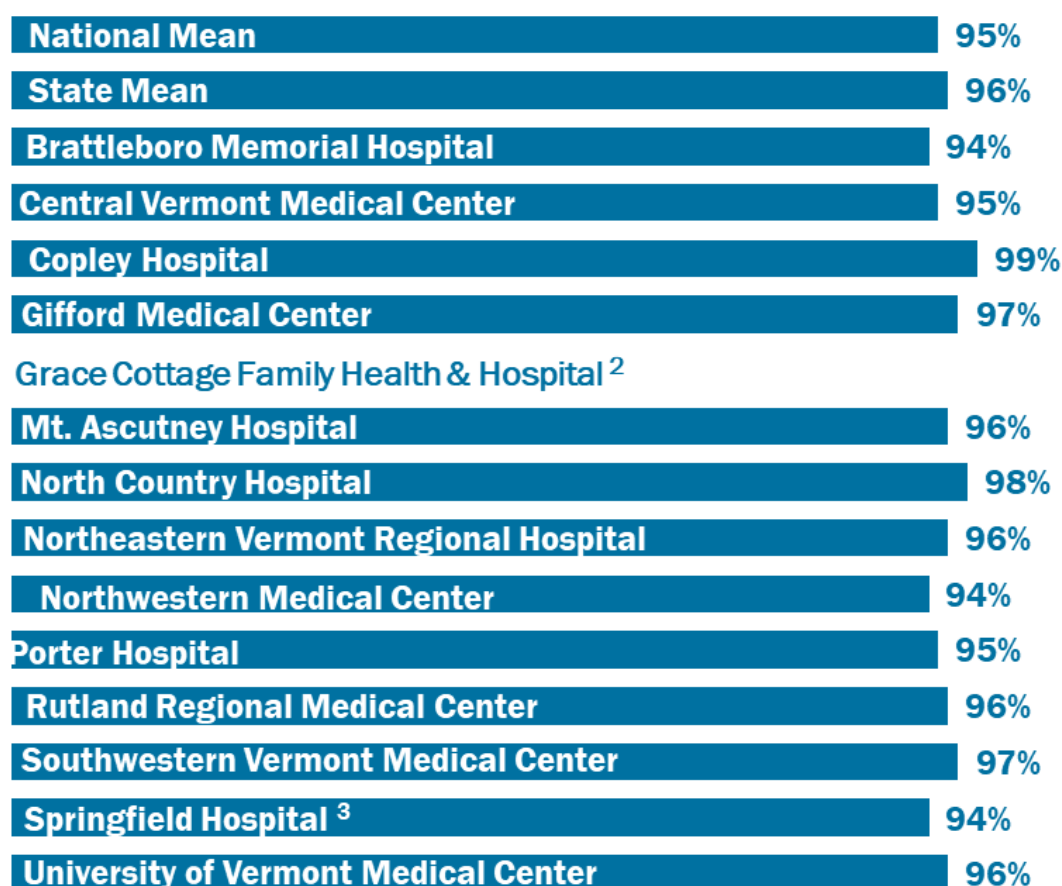 National Mean 95%
State Mean 96%
Brattleboro Memorial Hospital 94%
Central Vermont Medical Center 95%
Copley Hospital 99%
Gifford Medical Center 97%
Grace Cottage Family Health & Hospital ²
Mt. Ascutney Hospital 96%
North Country Hospital 98%
Northeastern Vermont Regional Hospital 96%
Northwestern Medical Center 94%
Porter Hospital 95%
Rutland Regional Medical Center 96%
Southwestern Vermont Medical Center 97%
Springfield Hospital ³ 94%
University of Vermont Medical Center 96%